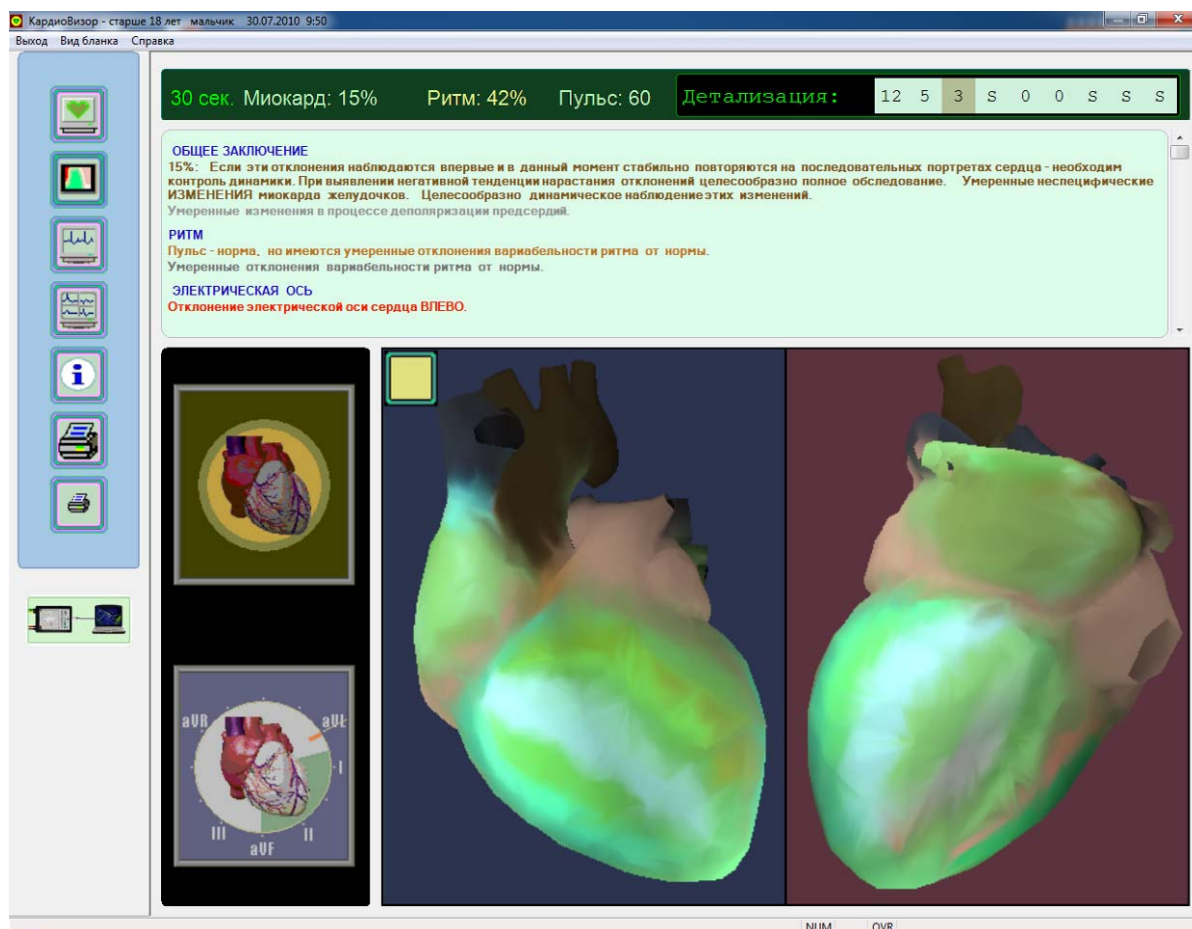 КардиоВизор - старше 18 лет мальчик 30.07.2010 9:50
Выход Вид бланка Справка
30 сек. Миокард: 15% Ритм: 42% Пульс: 60 Детализация: 12 5 3 S 0 0 S S S
ОБЩЕЕ ЗАКЛЮЧЕНИЕ
15%: Если эти отклонения наблюдаются впервые и в данный момент стабильно повторяются на последовательных портретах сердца - необходим
контроль динамики. При выявлении негативной тенденции нарастания отклонений целесообразно полное обследование. Умеренные неспецифические
ИЗМЕНЕНИЯ миокарда желудочков. Целесообразно динамическое наблюдение этих изменений.
Умеренные изменения в процессе деполяризации предсердий.
РИТМ
Пульс - норма, но имеются умеренные отклонения вариабельности ритма от нормы.
Умеренные отклонения вариабельности ритма от нормы.
ЭЛЕКТРИЧЕСКАЯ ОСЬ
Отклонение электрической оси сердца ВЛЕВО.
aVR aVL
I
III II
aVF
NUM OVR